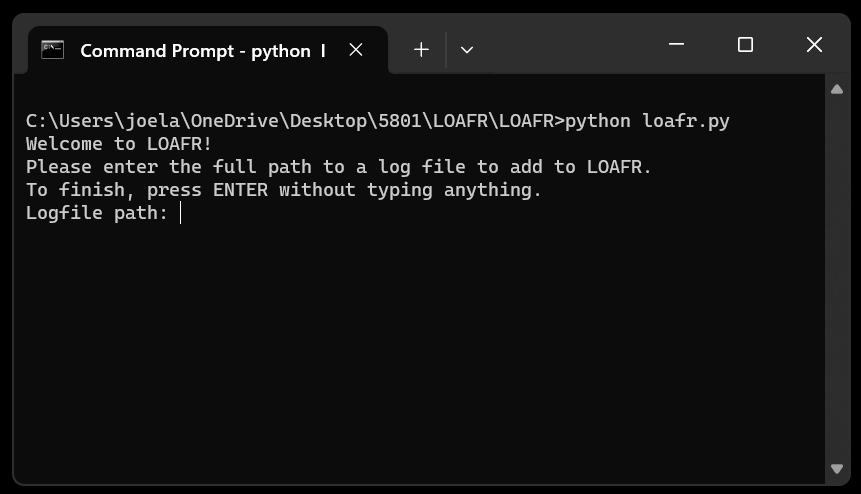 Command Prompt - python l
C:\Users\joela\OneDrive\Desktop\5801\LOAFR\LOAFR>python loafr.py
Welcome to LOAFR!
Please enter the full path to a log file to add to LOAFR.
To finish, press ENTER without typing anything.
Logfile path: